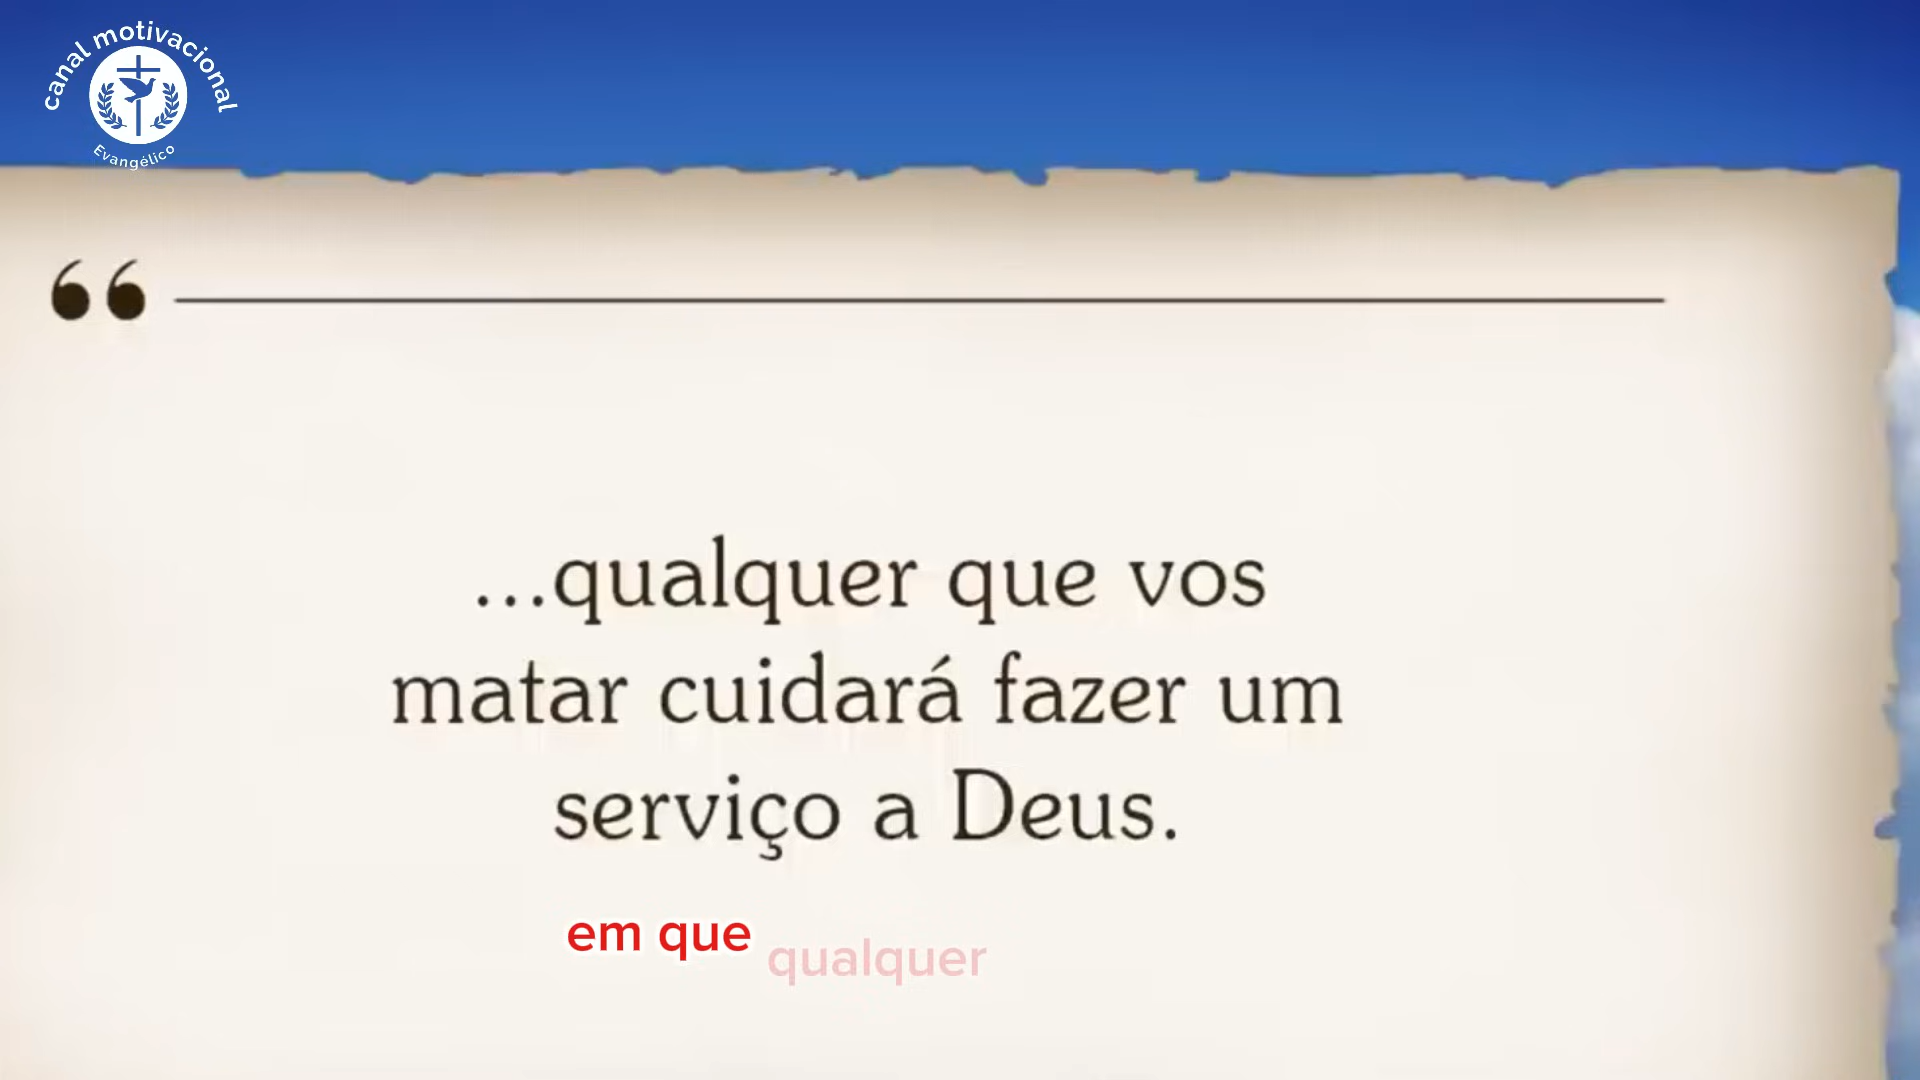 canal motivacional
Evangélico
“
...qualquer que vos
matar cuidará fazer um
serviço a Deus.
em que qualquer